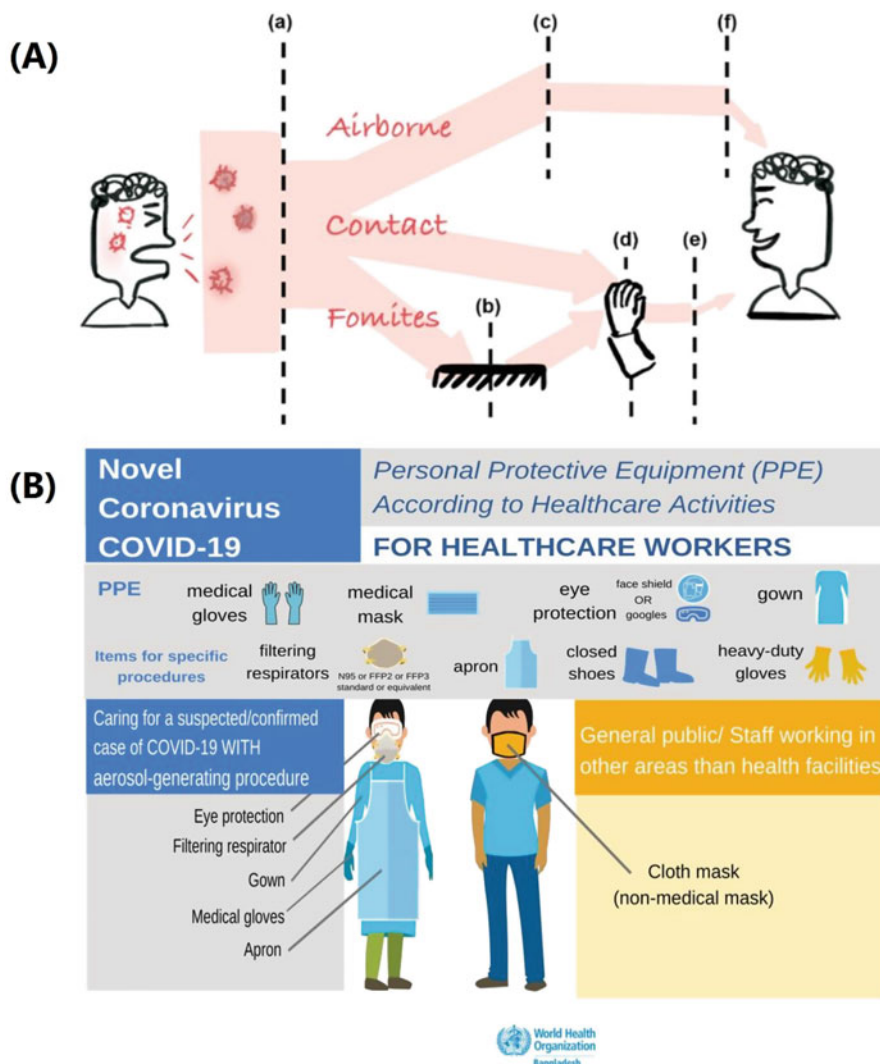 (A)
(a)
(c)
(f)
Airborne
Contact
(d)
(e)
(b)
Fomites
(B)
Novel
Coronavirus
COVID-19
Personal Protective Equipment (PPE)
According to Healthcare Activities
FOR HEALTHCARE WORKERS
PPE
medical
gloves
medical
mask
eye
protection
face shield
OR
googles
gown
Items for specific
procedures
filtering
respirators
N95 or FFP2 or FFP3
standard or equivalent
apron
closed
shoes
heavy-duty
gloves
Caring for a suspected/confirmed
case of COVID-19 WITH
aerosol-generating procedure
Eye protection
Filtering respirator
Gown
Medical gloves
Apron
General public/ Staff working in
other areas than health facilities
Cloth mask
(non-medical mask)
World Health
Organization
Bangladesh